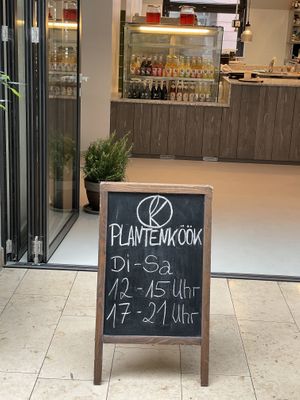 K
PLANTENKÖÖK
Di-Sa
12-15 Uhr
17-21 Uhr